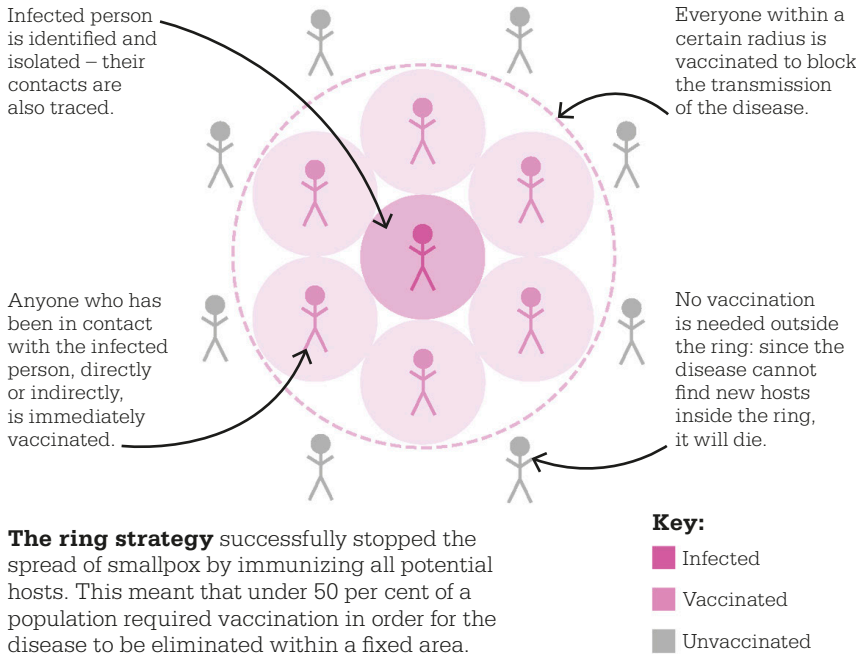 Infected person
is identified and
isolated – their
contacts are
also traced.
Everyone within a
certain radius is
vaccinated to block
the transmission
of the disease.
Anyone who has
been in contact
with the infected
person, directly
or indirectly,
is immediately
vaccinated.
No vaccination
is needed outside
the ring: since the
disease cannot
find new hosts
inside the ring,
it will die.
The ring strategy successfully stopped the
spread of smallpox by immunizing all potential
hosts. This meant that under 50 per cent of a
population required vaccination in order for the
disease to be eliminated within a fixed area.
Key:
Infected
Vaccinated
Unvaccinated